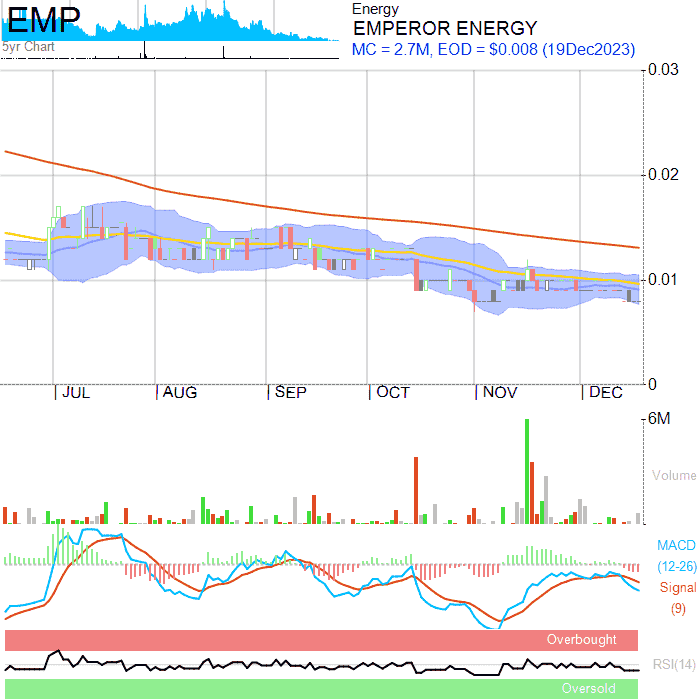 EMP
5yr Chart
Energy
EMPEROR ENERGY
MC = 2.7M, EOD = $0.008 (19Dec2023)
0.03
0.02
0.01
0
JUL AUG SEP OCT NOV DEC
6M
Volume
MACD
(12-26)
Signal
(9)
Overbought
RSI(14)
Oversold